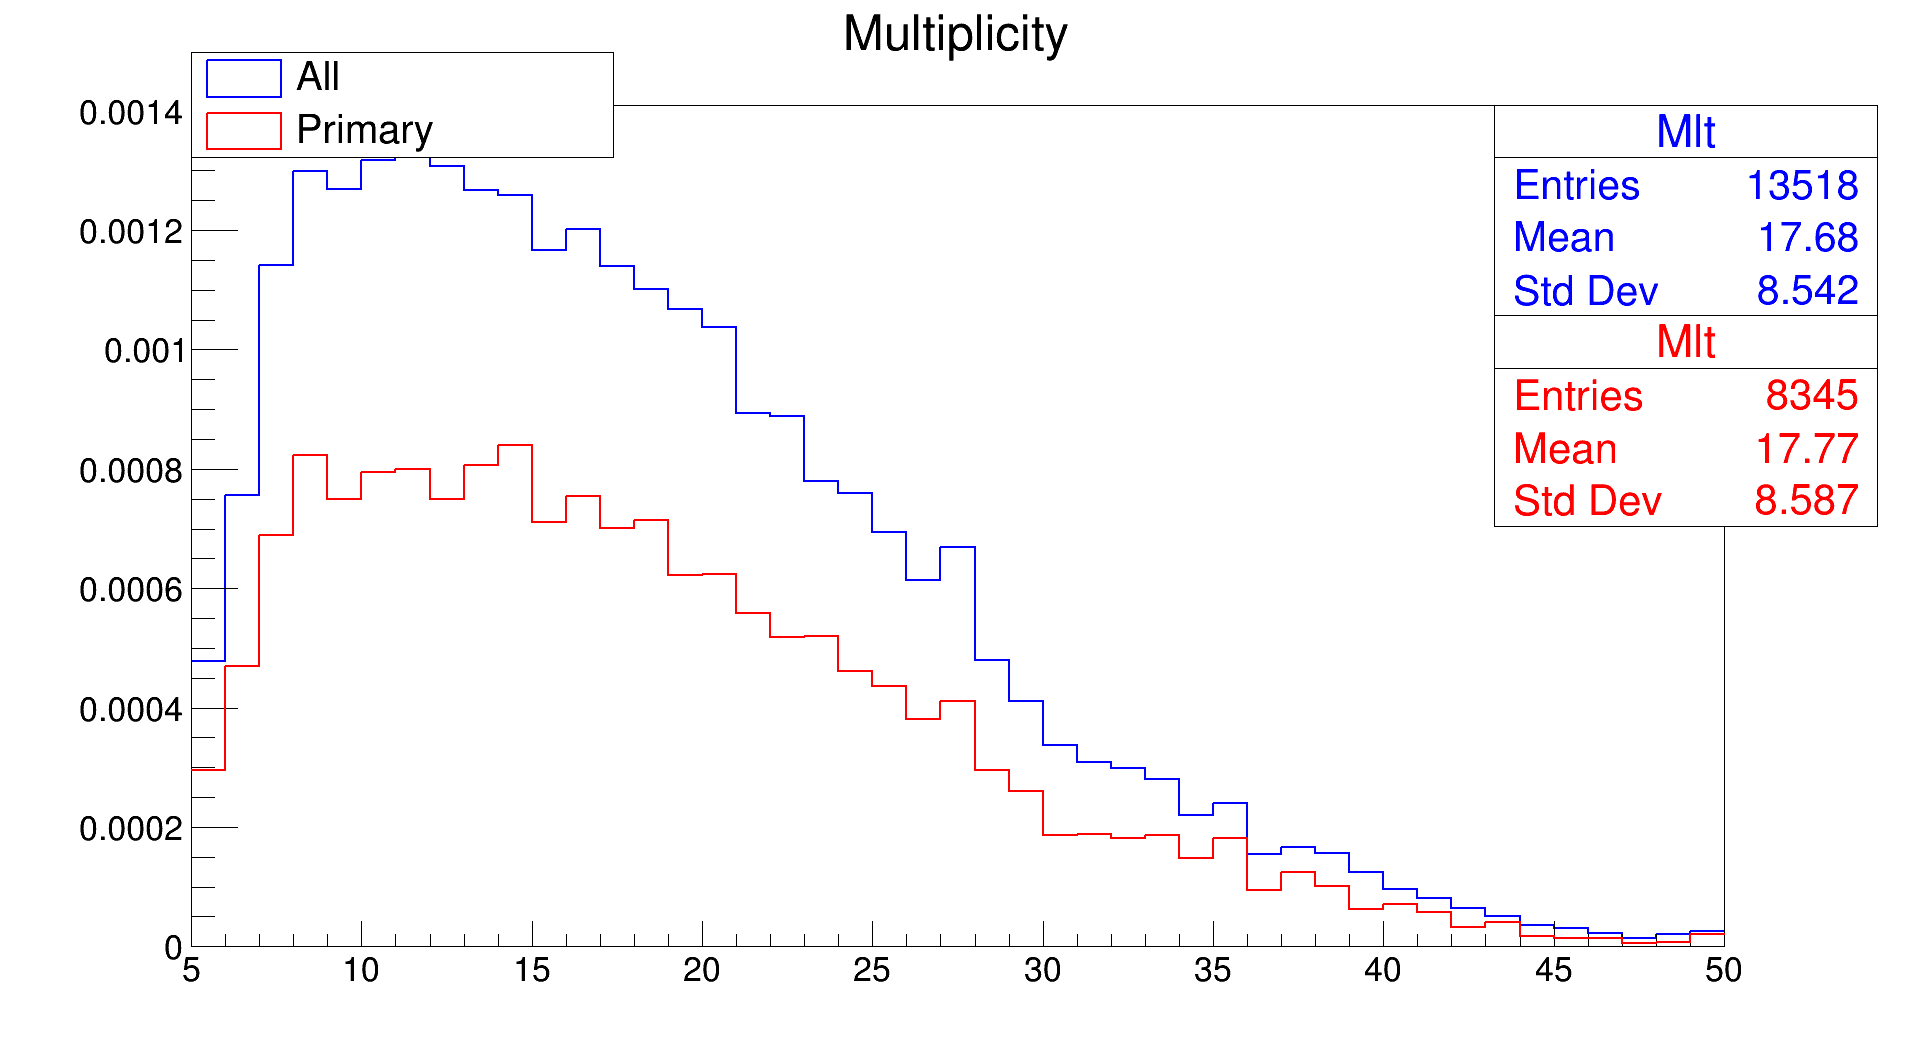 Multiplicity
All
Primary
Mlt
Entries 13518
Mean 17.68
Std Dev 8.542
Mlt
Entries 8345
Mean 17.77
Std Dev 8.587
0.0014
0.0012
0.001
0.0008
0.0006
0.0004
0.0002
0
5 10 15 20 25 30 35 40 45 50